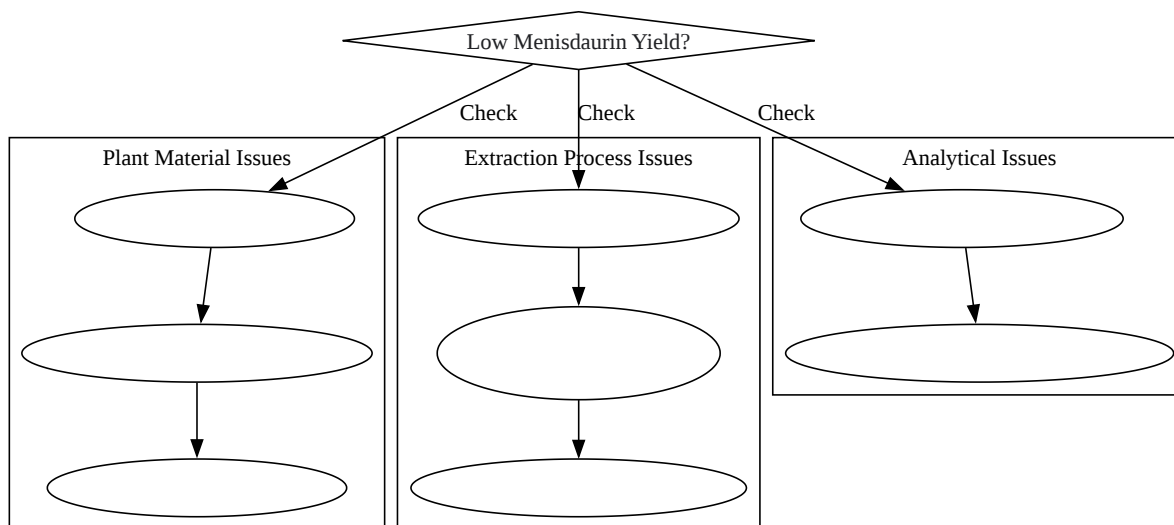 Low Menisdaurin Yield?
Check
Check
Check
Plant Material Issues
Extraction Process Issues
Analytical Issues